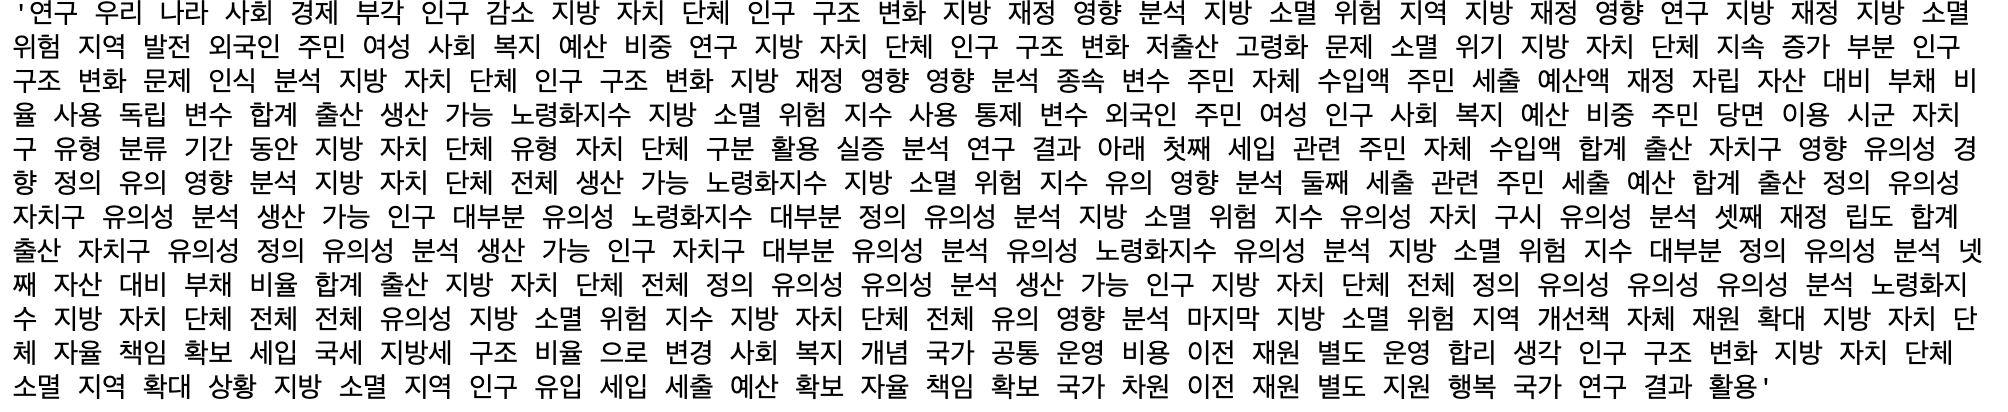 '연구 우리 나라 사회 경제 부각 인구 감소 지방 자치 단체 인구 구조 변화 지방 재정 영향 분석 지방 소멸 위험 지역 지방 재정 영향 연구 지방 재정 지방 소멸
위험 지역 발전 외국인 주민 여성 사회 복지 예산 비중 연구 지방 자치 단체 인구 구조 변화 저출산 고령화 문제 소멸 위기 지방 자치 단체 지속 증가 부분 인구
구조 변화 문제 인식 분석 지방 자치 단체 인구 구조 변화 지방 재정 영향 영향 분석 종속 변수 주민 자체 수입액 주민 세출 예산액 재정 자립 자산 대비 부채 비
율 사용 독립 변수 합계 출산 생산 가능 노령화지수 지방 소멸 위험 지수 사용 통제 변수 외국인 주민 여성 인구 사회 복지 예산 비중 주민 당면 이용 시군 자치
구 유형 분류 기간 동안 지방 자치 단체 유형 자치 단체 구분 활용 실증 분석 연구 결과 아래 첫째 세입 관련 주민 자체 수입액 합계 출산 자치구 영향 유의성 경
향 정의 유의 영향 분석 지방 자치 단체 전체 생산 가능 노령화지수 지방 소멸 위험 지수 유의 영향 분석 둘째 세출 관련 주민 세출 예산 합계 출산 정의 유의성
자치구 유의성 분석 생산 가능 인구 대부분 유의성 노령화지수 대부분 정의 유의성 분석 지방 소멸 위험 지수 유의성 자치 구시 유의성 분석 셋째 재정 립도 합계
출산 자치구 유의성 정의 유의성 분석 생산 가능 인구 자치구 대부분 유의성 분석 유의성 노령화지수 유의성 분석 지방 소멸 위험 지수 대부분 정의 유의성 분석 넷
째 자산 대비 부채 비율 합계 출산 지방 자치 단체 전체 정의 유의성 유의성 분석 생산 가능 인구 지방 자치 단체 전체 정의 유의성 유의성 유의성 분석 노령화지
수 지방 자치 단체 전체 전체 유의성 지방 소멸 위험 지수 지방 자치 단체 전체 유의 영향 분석 마지막 지방 소멸 위험 지역 개선책 자체 재원 확대 지방 자치 단
체 자율 책임 확보 세입 국세 지방세 구조 비율 으로 변경 사회 복지 개념 국가 공통 운영 비용 이전 재원 별도 운영 합리 생각 인구 구조 변화 지방 자치 단체
소멸 지역 확대 상황 지방 소멸 지역 인구 유입 세입 세출 예산 확보 자율 책임 확보 국가 차원 이전 재원 별도 지원 행복 국가 연구 결과 활용'